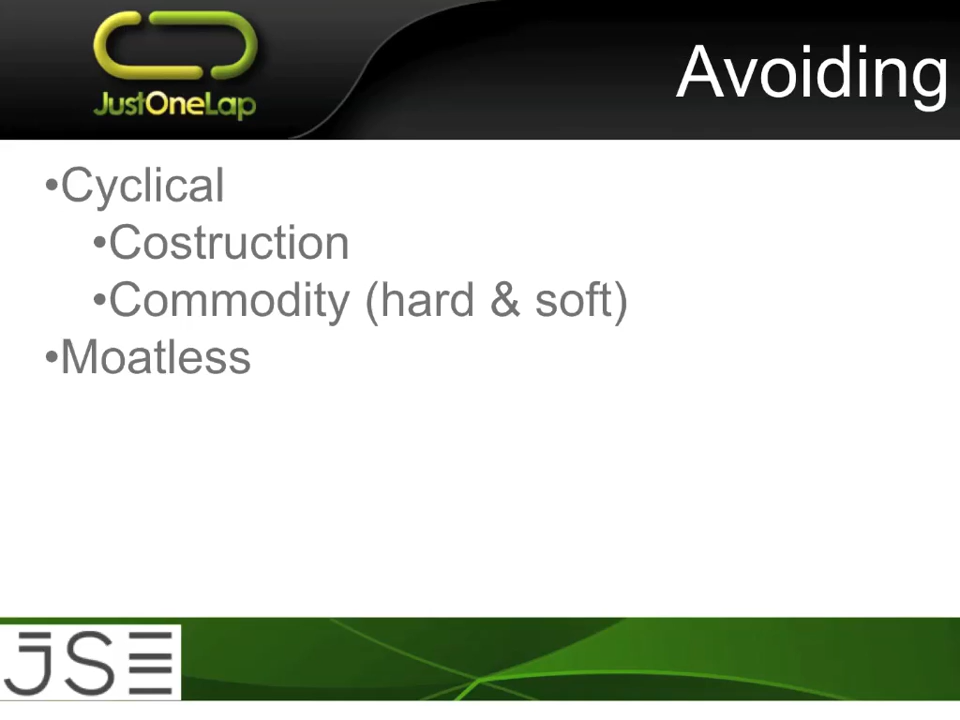 JustOneLap
Avoiding
•Cyclical
•Costruction
•Commodity (hard & soft)
•Moatless
JSE